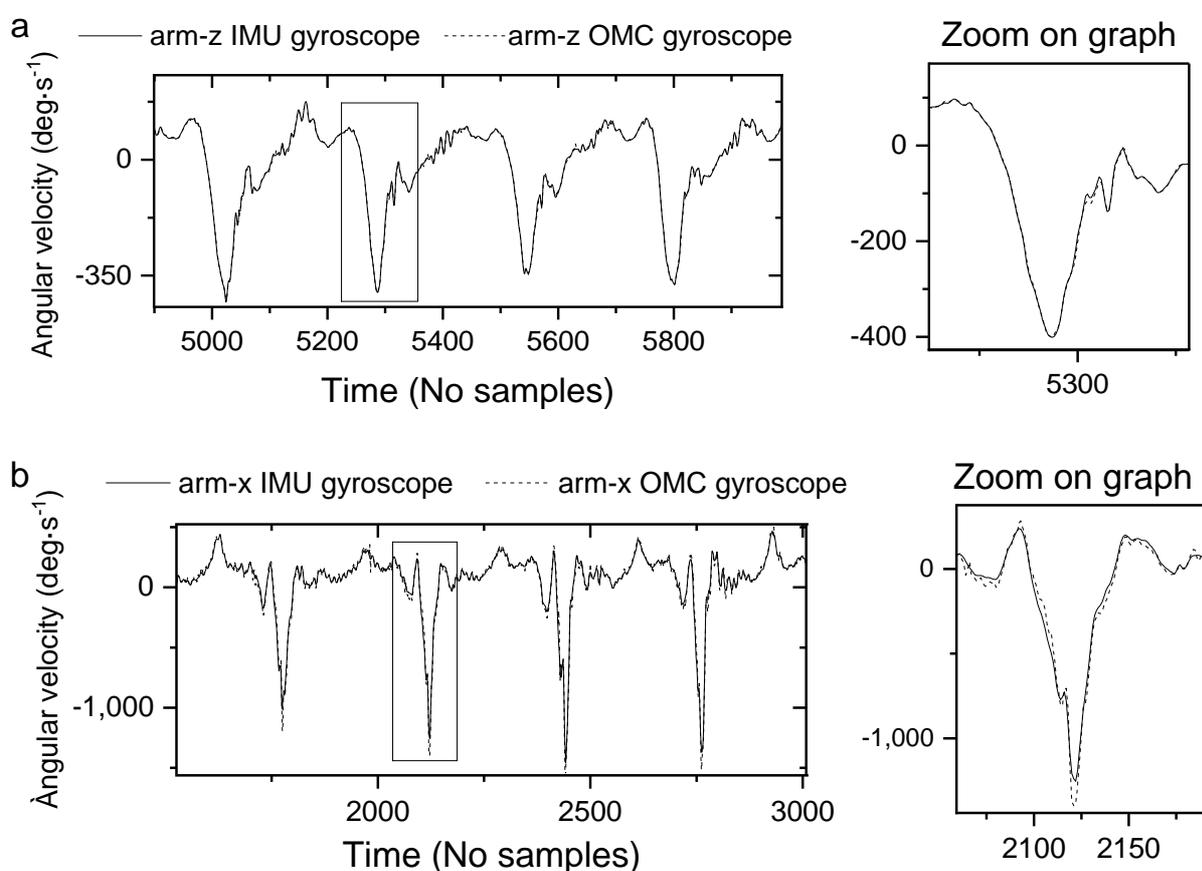 a
arm-z IMU gyroscope arm-z OMC gyroscope
Zoom on graph
Angular velocity (deg·s⁻¹)
0
-350
5000 5200 5400 5600 5800
Time (No samples)
0
-200
-400
5300
b
arm-x IMU gyroscope arm-x OMC gyroscope
Zoom on graph
Àngular velocity (deg·s⁻¹)
0
-1,000
2000 2500 3000
Time (No samples)
0
-1,000
2100 2150